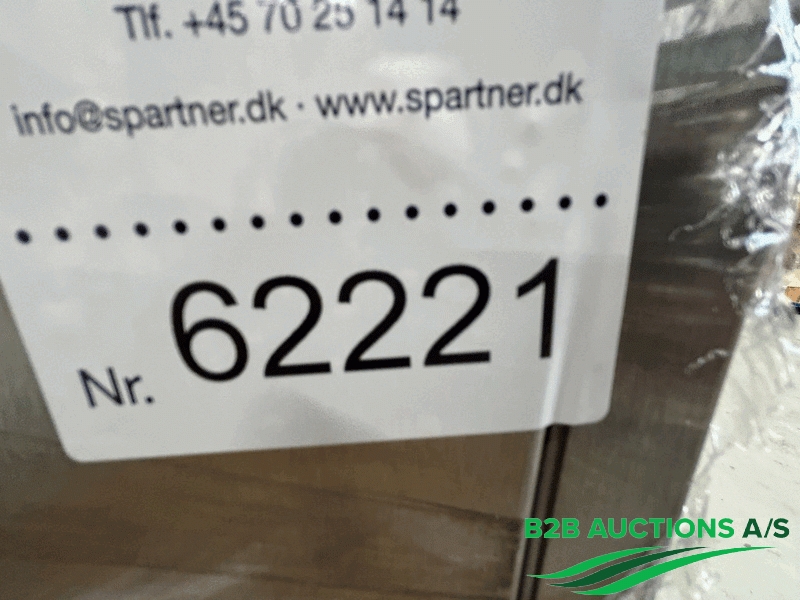 Tlf. +45 70 25 14 14
info@spartner.dk · www.spartner.dk
Nr. 62221
B2B AUCTIONS A/S